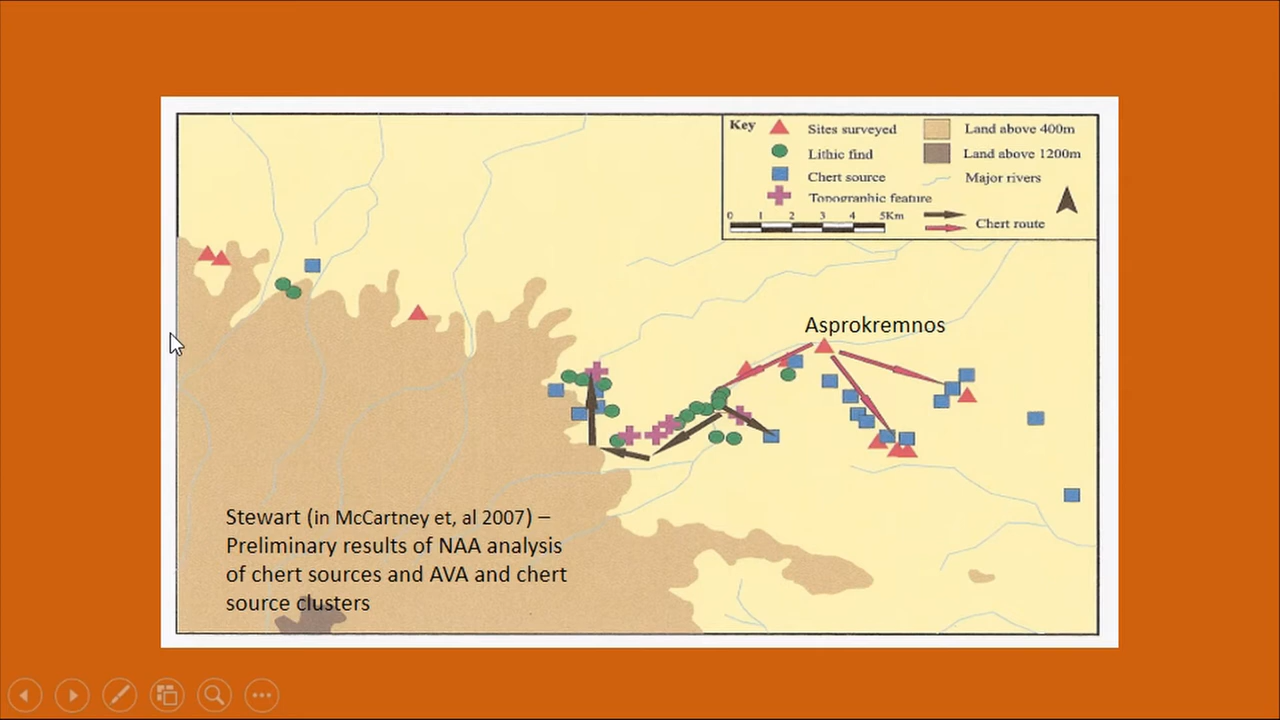 Key
Sites surveyed
Lithic find
Chert source
Topographic feature
Land above 400m
Land above 1200m
Major rivers
0 1 2 3 4 5Km
Chert route
Asprokremnos
Stewart (in McCartney et, al 2007) –
Preliminary results of NAA analysis
of chert sources and AVA and chert
source clusters